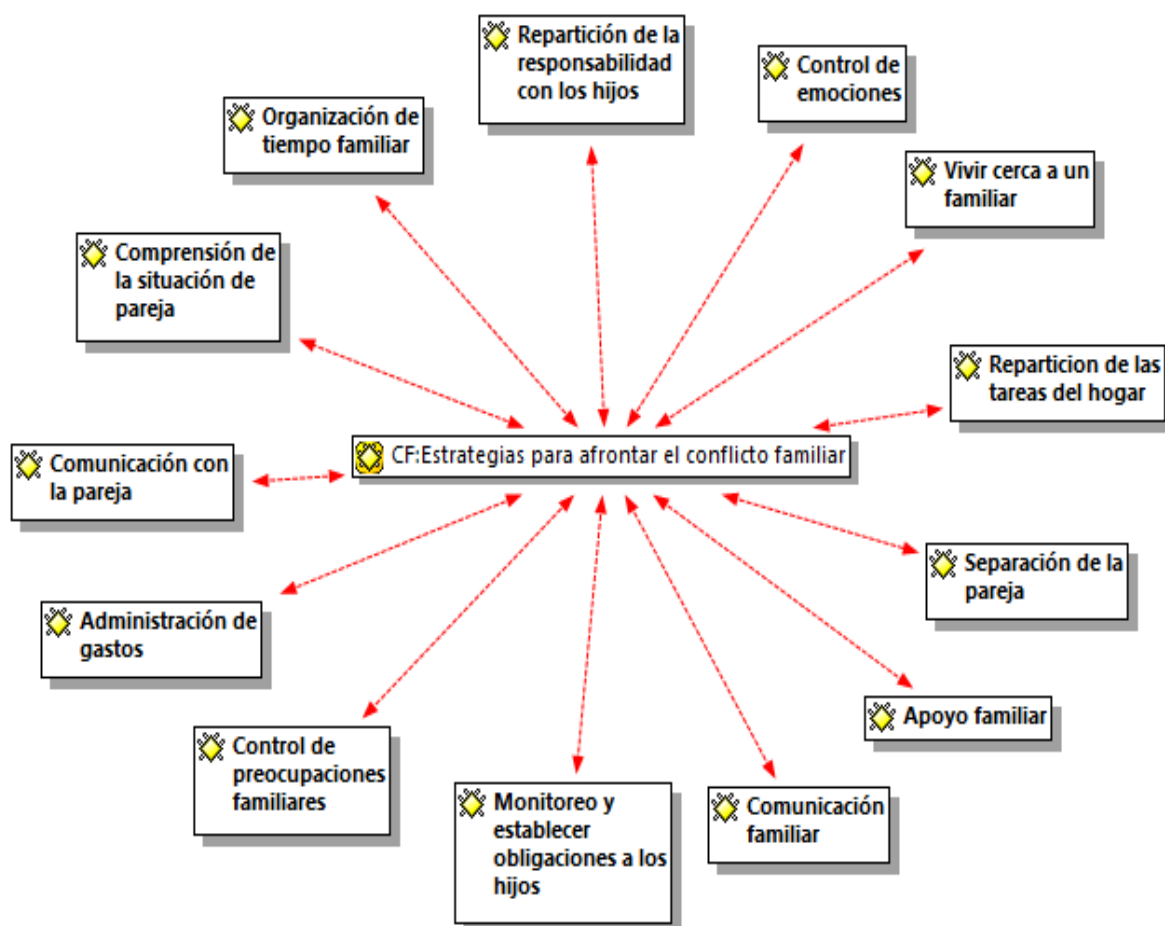 Repartición de la
responsabilidad
con los hijos
Control de
emociones
Organización de
tiempo familiar
Vivir cerca a un
familiar
Comprensión de
la situación de
pareja
Reparticion de las
tareas del hogar
CF:Estrategias para afrontar el conflicto familiar
Comunicación con
la pareja
Separación de la
pareja
Administración de
gastos
Apoyo familiar
Control de
preocupaciones
familiares
Monitoreo y
establecer
obligaciones a los
hijos
Comunicación
familiar